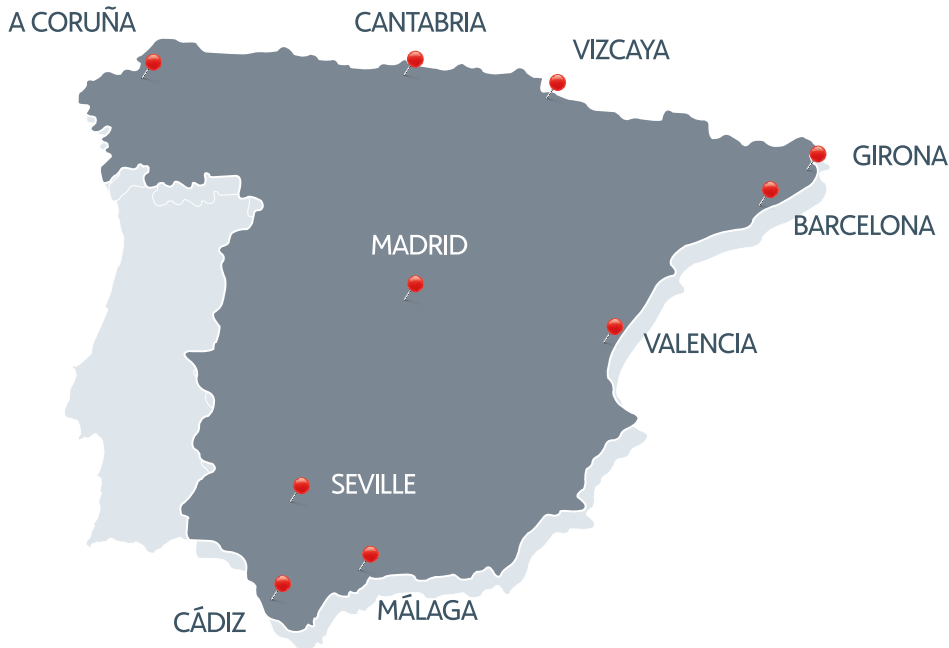 A CORUÑA
CANTABRIA
VIZCAYA
GIRONA
BARCELONA
MADRID
VALENCIA
SEVILLE
MÁLAGA
CÁDIZ